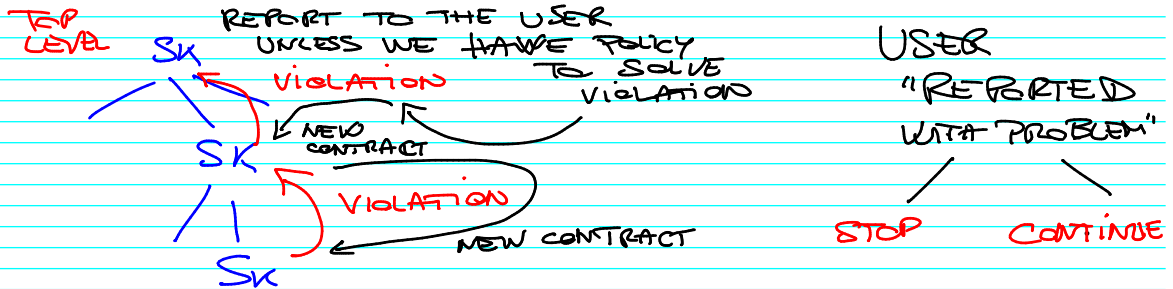 TOP
LEVEL
REPORT TO THE USER
UNLESS WE HAVE POLICY
TO SOLVE
VIOLATION
SK
VIOLATION
NEW
CONTRACT
SK
VIOLATION
NEW CONTRACT
SK
USER
"REPORTED
WITH PROBLEM"
STOP
CONTINUE